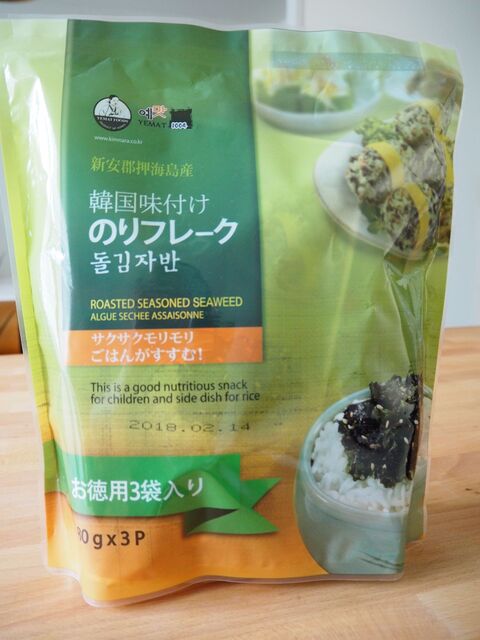 YEMAT FOODS
예맛
YEMAT
www.kimnara.co.kr
新安郡押海島産
韓国味付け
のりフレーク
돌김자반
ROASTED SEASONED SEAWEED
ALGUE SECHEE ASSAISONNE
サクサクモリモリ
ごはんがすすむ!
This is a good nutritious snack
for children and side dish for rice
2018.02.14
お徳用3袋入り
0gx3P